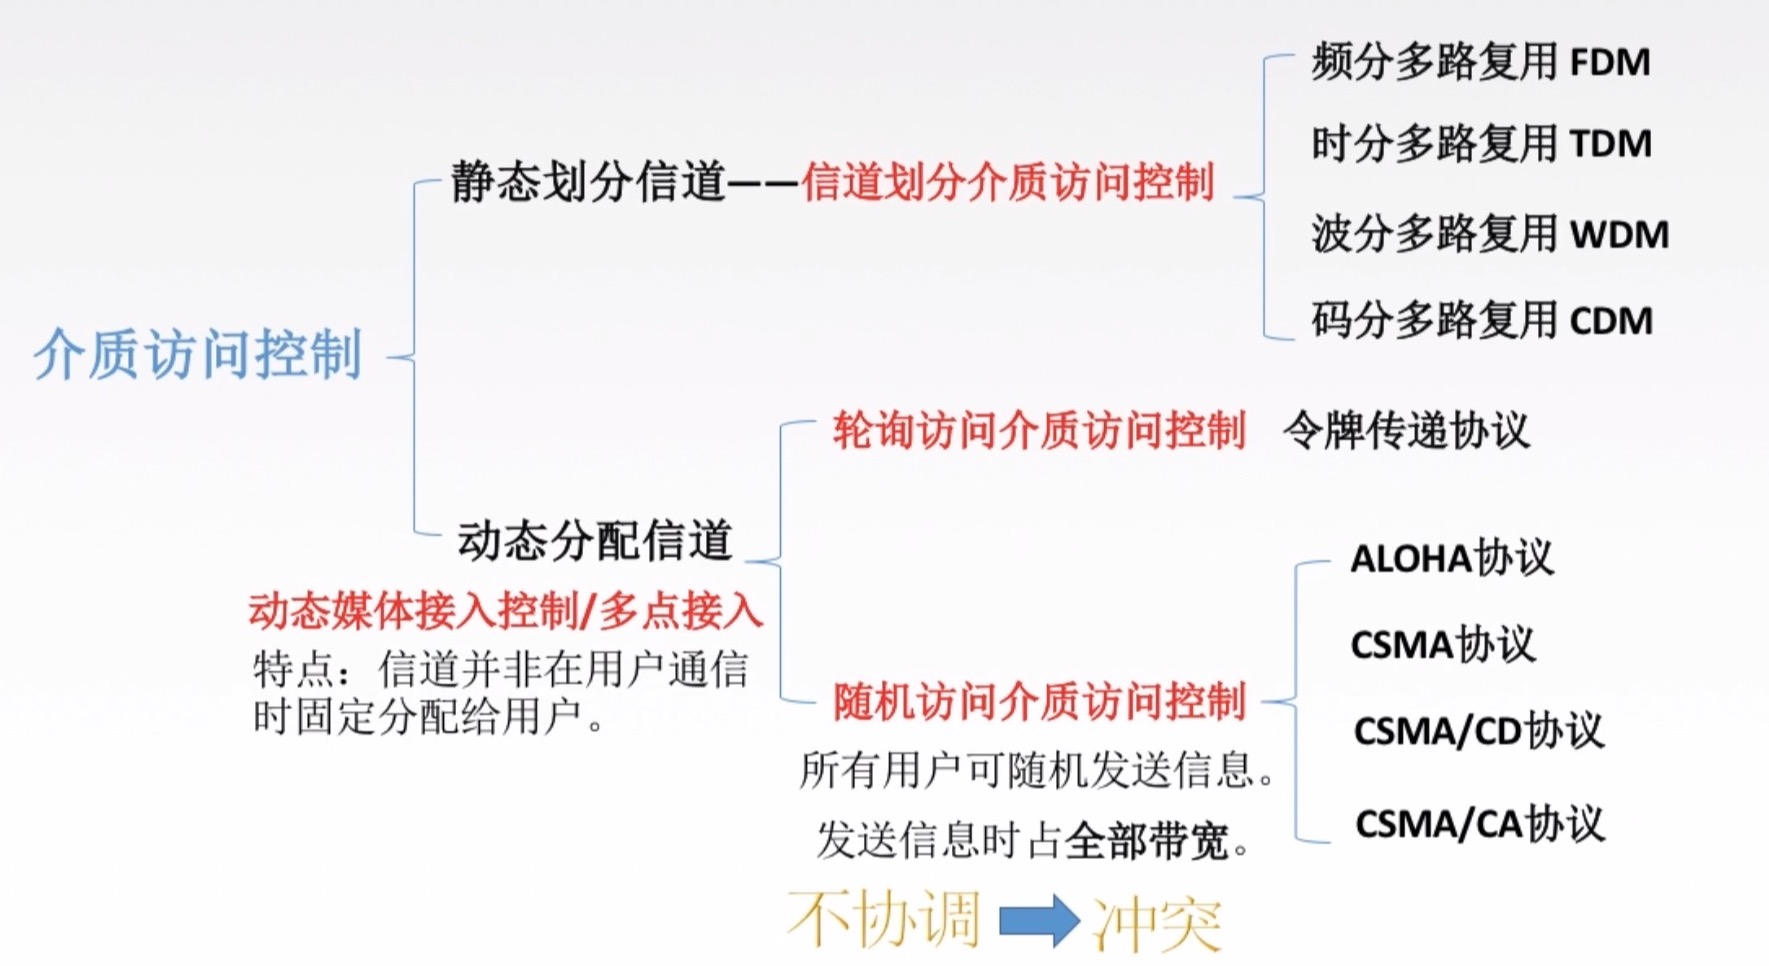 介质访问控制
静态划分信道——信道划分介质访问控制
频分多路复用 FDM
时分多路复用 TDM
波分多路复用 WDM
码分多路复用 CDM
动态分配信道
动态媒体接入控制/多点接入
特点：信道并非在用户通信
时固定分配给用户。
轮询访问介质访问控制 令牌传递协议
随机访问介质访问控制
所有用户可随机发送信息。
发送信息时占全部带宽。
ALOHA协议
CSMA协议
CSMA/CD协议
CSMA/CA协议
不协调 冲突